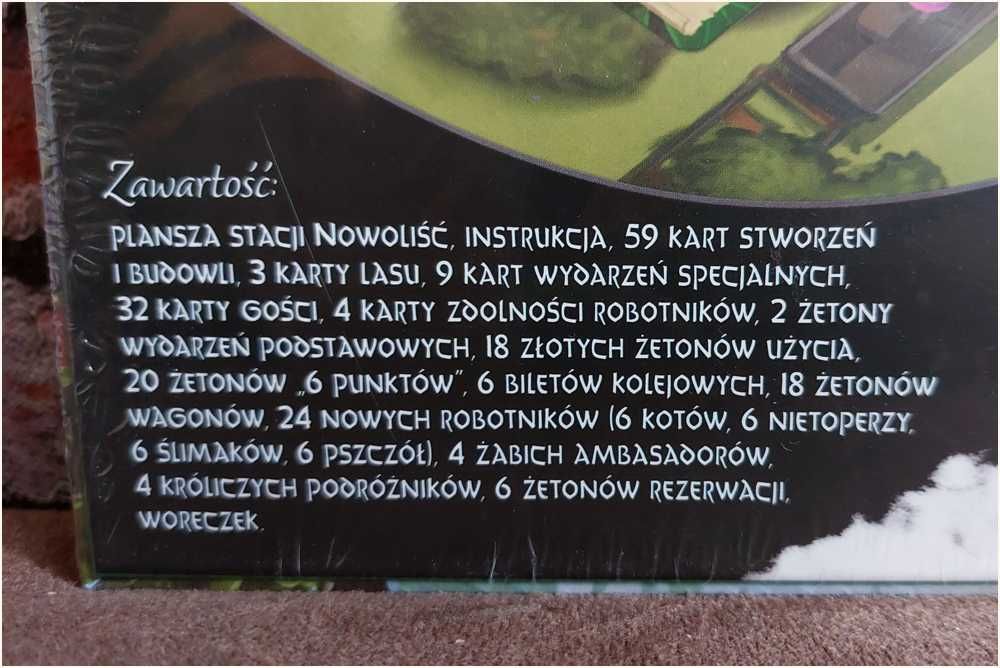 Zawartość:
plansza stacji Nowoliść, instrukcja, 59 kart stworzeń
i budowli, 3 karty lasu, 9 kart wydarzeń specjalnych,
32 karty gości, 4 karty zdolności robotników, 2 żetony
wydarzeń podstawowych, 18 złotych żetonów użycia,
20 żetonów „6 punktów”, 6 biletów kolejowych, 18 żetonów
wagonów, 24 nowych robotników (6 kotów, 6 nietoperzy,
6 ślimaków, 6 pszczół), 4 żabich ambasadorów,
4 króliczych podróżników, 6 żetonów rezerwacji,
woreczek.